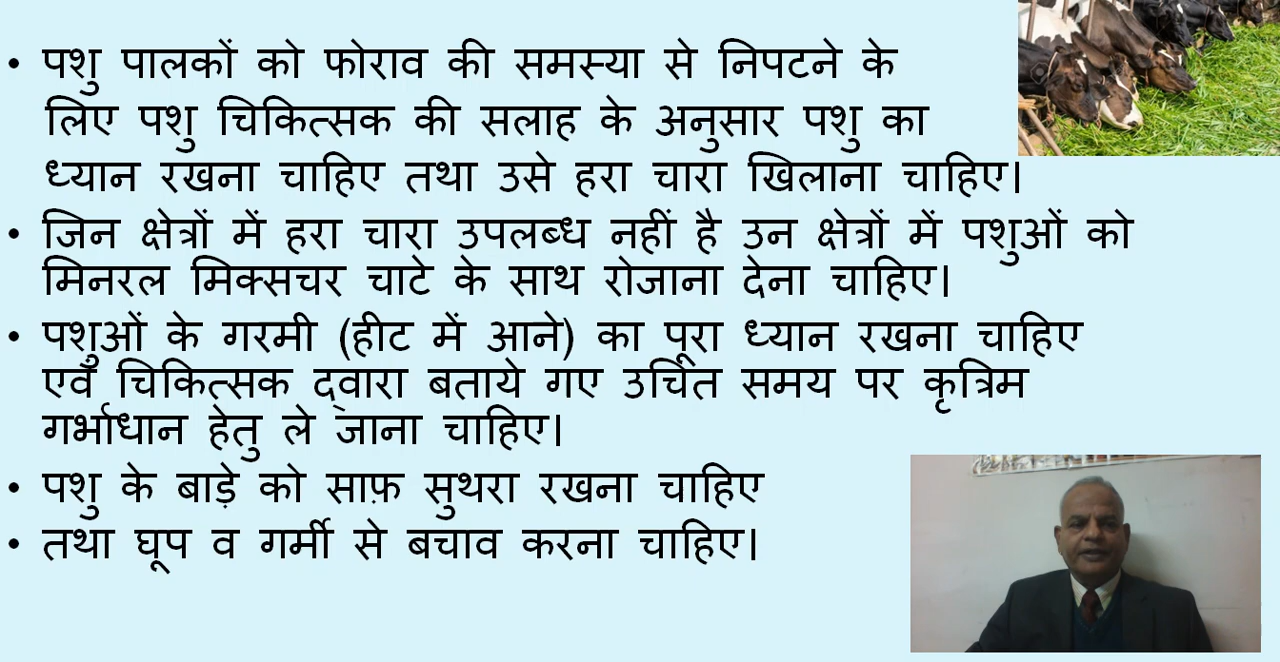 • पशु पालकों को फोराव की समस्या से निपटने के
लिए पशु चिकित्सक की सलाह के अनुसार पशु का
ध्यान रखना चाहिए तथा उसे हरा चारा खिलाना चाहिए।
• जिन क्षेत्रों में हरा चारा उपलब्ध नहीं है उन क्षेत्रों में पशुओं को
मिनरल मिक्सचर चाटे के साथ रोजाना देना चाहिए।
• पशुओं के गरमी (हीट में आने) का पूरा ध्यान रखना चाहिए
एवं चिकित्सक द्वारा बताये गए उचित समय पर कृत्रिम
गर्भाधान हेतु ले जाना चाहिए।
• पशु के बाड़े को साफ़ सुथरा रखना चाहिए
• तथा घूप व गर्मी से बचाव करना चाहिए।